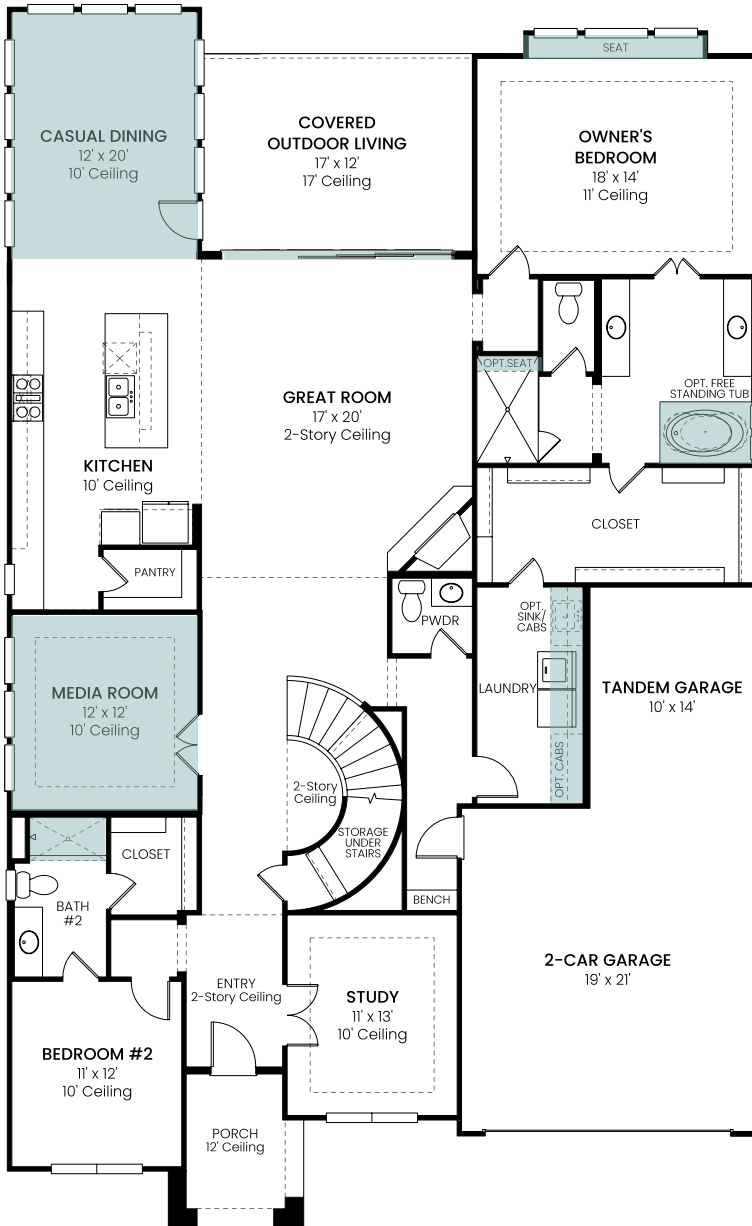 SEAT
CASUAL DINING
12' x 20'
10' Ceiling
COVERED
OUTDOOR LIVING
17' x 12'
17' Ceiling
OWNER'S
BEDROOM
18' x 14'
11' Ceiling
OPT. SEAT
OPT. FREE
STANDING TUB
GREAT ROOM
17' x 20'
2-Story Ceiling
KITCHEN
10' Ceiling
CLOSET
PANTRY
PWDR
OPT.
SINK/
CABS
MEDIA ROOM
12' x 12'
10' Ceiling
LAUNDRY
TANDEM GARAGE
10' x 14'
OPT. CABS
2-Story
Ceiling
STORAGE
UNDER
STAIRS
CLOSET
BATH
#2
BENCH
ENTRY
2-Story Ceiling
STUDY
11' x 13'
10' Ceiling
2-CAR GARAGE
19' x 21'
BEDROOM #2
11' x 12'
10' Ceiling
PORCH
12' Ceiling